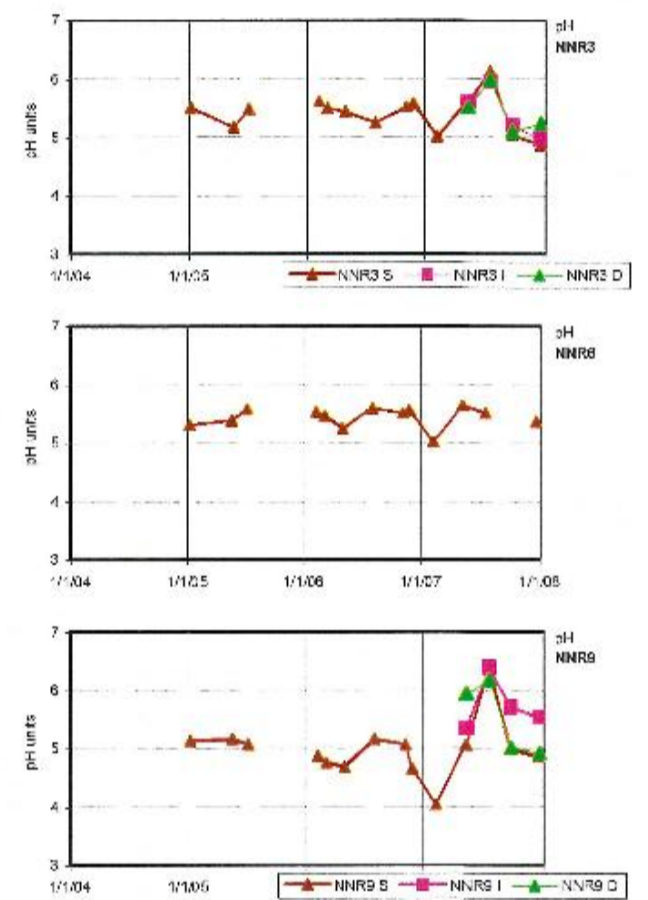 7
6
5
4
3
pH units
pH
NNR3
1/1/04 1/1/05
NNR3 S NNR3 I NNR3 D
7
6
5
4
3
pH units
pH
NNR6
1/1/04 1/1/05 1/1/06 1/1/07 1/1/08
7
6
5
4
3
pH units
pH
NNR9
1/1/04 1/1/05
NNR9 S NNR9 I NNR9 D